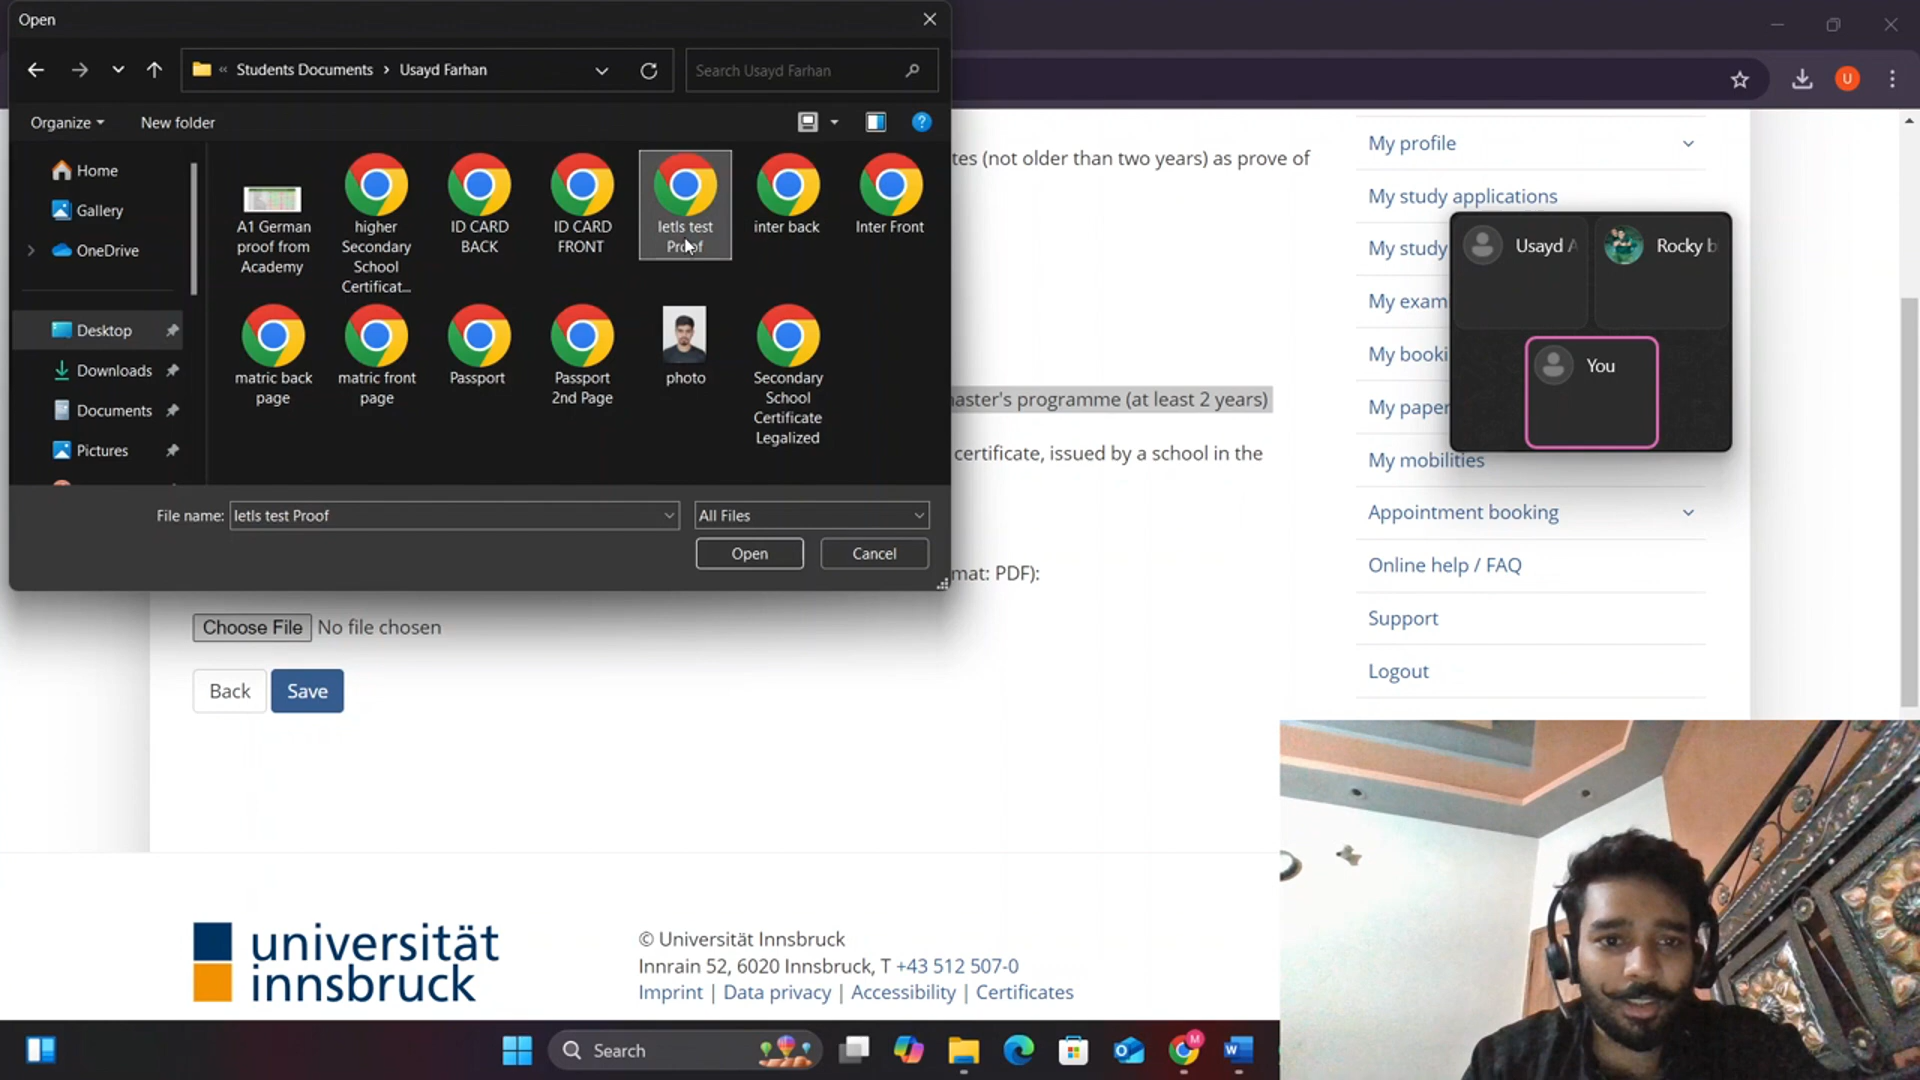 Open
« Students Documents > Usayd Farhan
Search Usayd Farhan
Organize
New folder
Home
Gallery
OneDrive
Desktop
Downloads
Documents
Pictures
A1 German
proof from
Academy
higher
Secondary
School
Certificat...
ID CARD
BACK
ID CARD
FRONT
Ietls test
Proof
inter back
Inter Front
matric back
page
matric front
page
Passport
Passport
2nd Page
photo
Secondary
School
Certificate
Legalized
File name:
Ietls test Proof
All Files
Open
Cancel
U
tes (not older than two years) as prove of
aster's programme (at least 2 years)
certificate, issued by a school in the
mat: PDF):
Choose File No file chosen
Back
Save
My profile
My study applications
My study
My exam
My booki
My paper
My mobilities
Appointment booking
Online help / FAQ
Support
Logout
Usayd A
Rocky b
You
universität
innsbruck
© Universität Innsbruck
Innrain 52, 6020 Innsbruck, T +43 512 507-0
Imprint | Data privacy | Accessibility | Certificates
Search
M
W